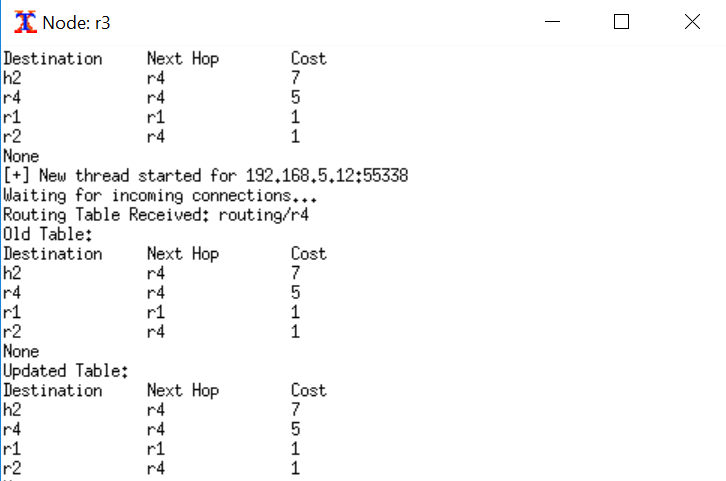 Node: r3
Destination Next Hop Cost
h2 r4 7
r4 r4 5
r1 r1 1
r2 r4 1
None
[+] New thread started for 192.168.5.12:55338
Waiting for incoming connections...
Routing Table Received: routing/r4
Old Table:
Destination Next Hop Cost
h2 r4 7
r4 r4 5
r1 r1 1
r2 r4 1
None
Updated Table:
Destination Next Hop Cost
h2 r4 7
r4 r4 5
r1 r1 1
r2 r4 1